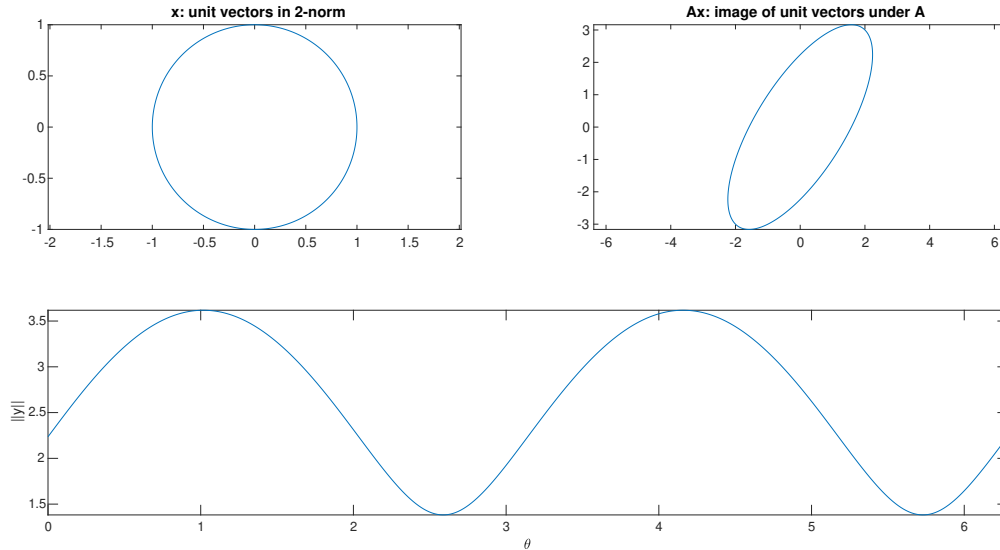 x: unit vectors in 2-norm
1
0.5
0
-0.5
-1
-2 -1.5 -1 -0.5 0 0.5 1 1.5 2
Ax: image of unit vectors under A
3
2
1
0
-1
-2
-3
-6 -4 -2 0 2 4 6
3.5
3
2.5
2
1.5
||y||
0 1 2 3 4 5 6
θ